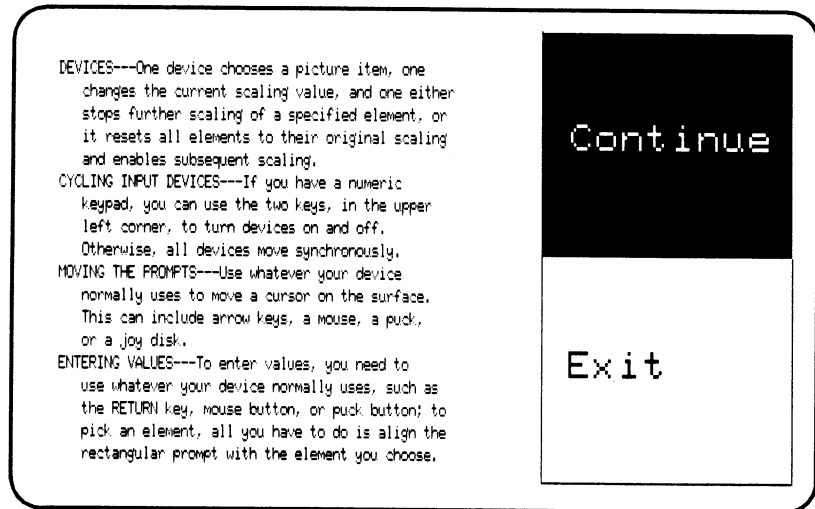 DEVICES---One device chooses a picture item, one
changes the current scaling value, and one either
stops further scaling of a specified element, or
it resets all elements to their original scaling
and enables subsequent scaling.
CYCLING INPUT DEVICES---If you have a numeric
keypad, you can use the two keys, in the upper
left corner, to turn devices on and off.
Otherwise, all devices move synchronously.
MOVING THE PROMPTS---Use whatever your device
normally uses to move a cursor on the surface.
This can include arrow keys, a mouse, a puck,
or a joy disk.
ENTERING VALUES---To enter values, you need to
use whatever your device normally uses, such as
the RETURN key, mouse button, or puck button; to
pick an element, all you have to do is align the
rectangular prompt with the element you choose.
Continue
Exit